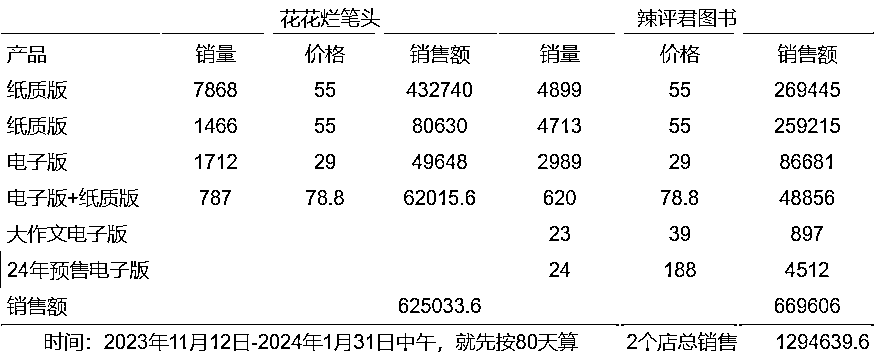 花花烂笔头 辣评君图书
产品 销量 价格 销售额 销量 价格 销售额
纸质版 7868 55 432740 4899 55 269445
纸质版 1466 55 80630 4713 55 259215
电子版 1712 29 49648 2989 29 86681
电子版+纸质版 787 78.8 62015.6 620 78.8 48856
大作文电子版 23 39 897
24年预售电子版 24 188 4512
销售额 625033.6 669606
时间：2023年11月12日-2024年1月31日中午，就先按80天算 2个店总销售 1294639.6